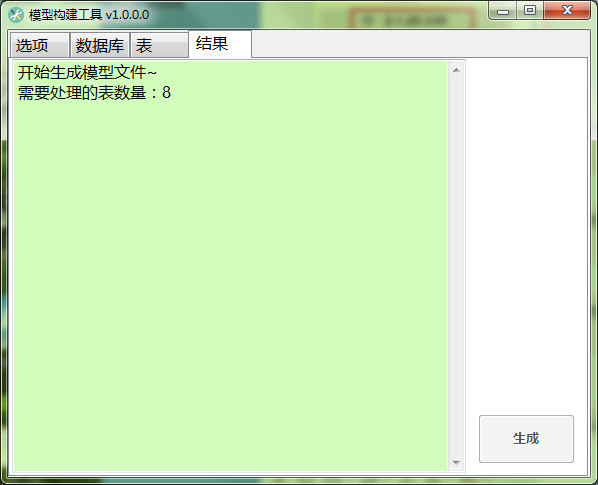 模型构建工具 v1.0.0.0
选项
数据库
表
结果
开始生成模型文件~
需要处理的表数量：8
生成